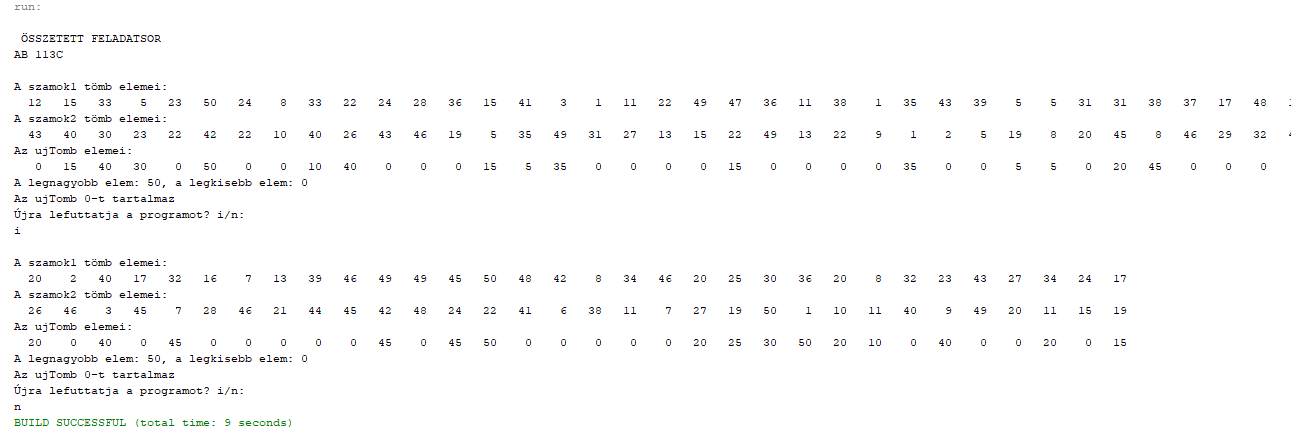 run:
ÖSSZETETT FELADATSOR
AB 113C
A szamok1 tömb elemei:
12 15 33 5 23 50 24 8 33 22 24 28 36 15 41 3 1 11 22 49 47 36 11 38 1 35 43 39 5 5 31 31 38 37 17 48
A szamok2 tömb elemei:
43 40 30 23 22 42 22 10 40 26 43 46 19 5 35 49 31 27 13 15 22 49 13 22 9 1 2 5 19 8 20 45 8 46 29 32
Az ujTomb elemei:
0 15 40 30 0 50 0 0 10 40 0 0 0 15 5 35 0 0 0 0 15 0 0 0 0 35 0 0 5 5 0 20 45 0 0 0
A legnagyobb elem: 50, a legkisebb elem: 0
Az ujTomb 0-t tartalmaz
Újra lefuttatja a programot? i/n:
i
A szamok1 tömb elemei:
20 2 40 17 32 16 7 13 39 46 49 49 45 50 48 42 8 34 46 20 25 30 36 20 8 32 23 43 27 34 24 17
A szamok2 tömb elemei:
26 46 3 45 7 28 46 21 44 45 42 48 24 22 41 6 38 11 7 27 19 50 1 10 11 40 9 49 20 11 15 19
Az ujTomb elemei:
20 0 40 0 45 0 0 0 0 0 45 0 45 50 0 0 0 0 0 20 25 30 50 20 10 0 40 0 0 20 0 15
A legnagyobb elem: 50, a legkisebb elem: 0
Az ujTomb 0-t tartalmaz
Újra lefuttatja a programot? i/n:
n
BUILD SUCCESSFUL (total time: 9 seconds)